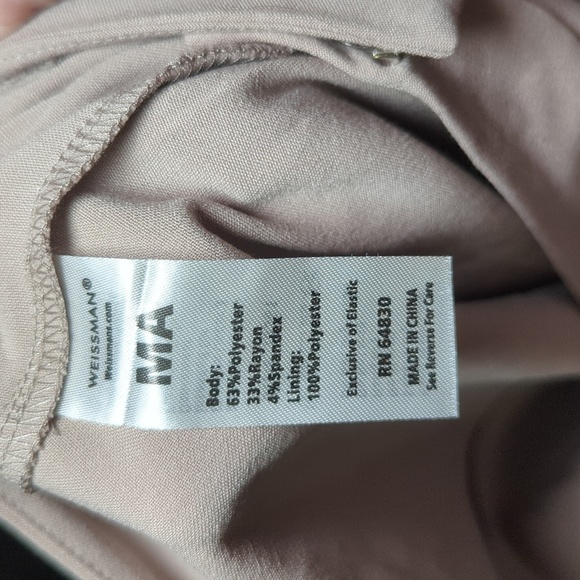 WEISSMAN®
Weissmans.com
MA
Body:
63%Polyester
33%Rayon
4%Spandex
Lining:
100%Polyester
Exclusive of Elastic
RN 64830
MADE IN CHINA
See Reverse For Care